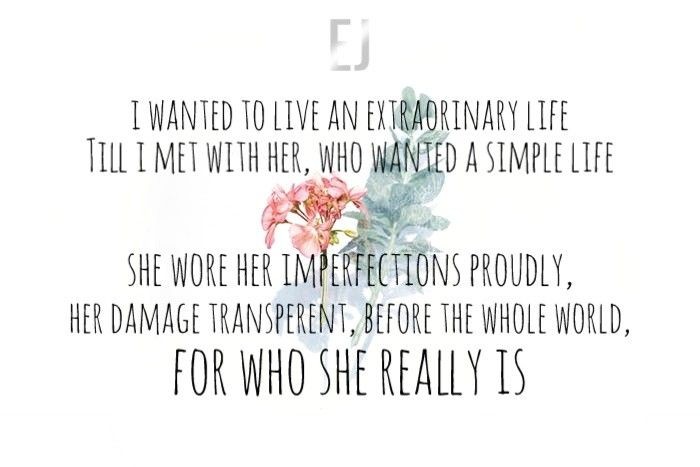 EJ
I WANTED TO LIVE AN EXTRAORINARY LIFE
TILL I MET WITH HER, WHO WANTED A SIMPLE LIFE
SHE WORE HER IMPERFECTIONS PROUDLY,
HER DAMAGE TRANSPERENT, BEFORE THE WHOLE WORLD,
FOR WHO SHE REALLY IS